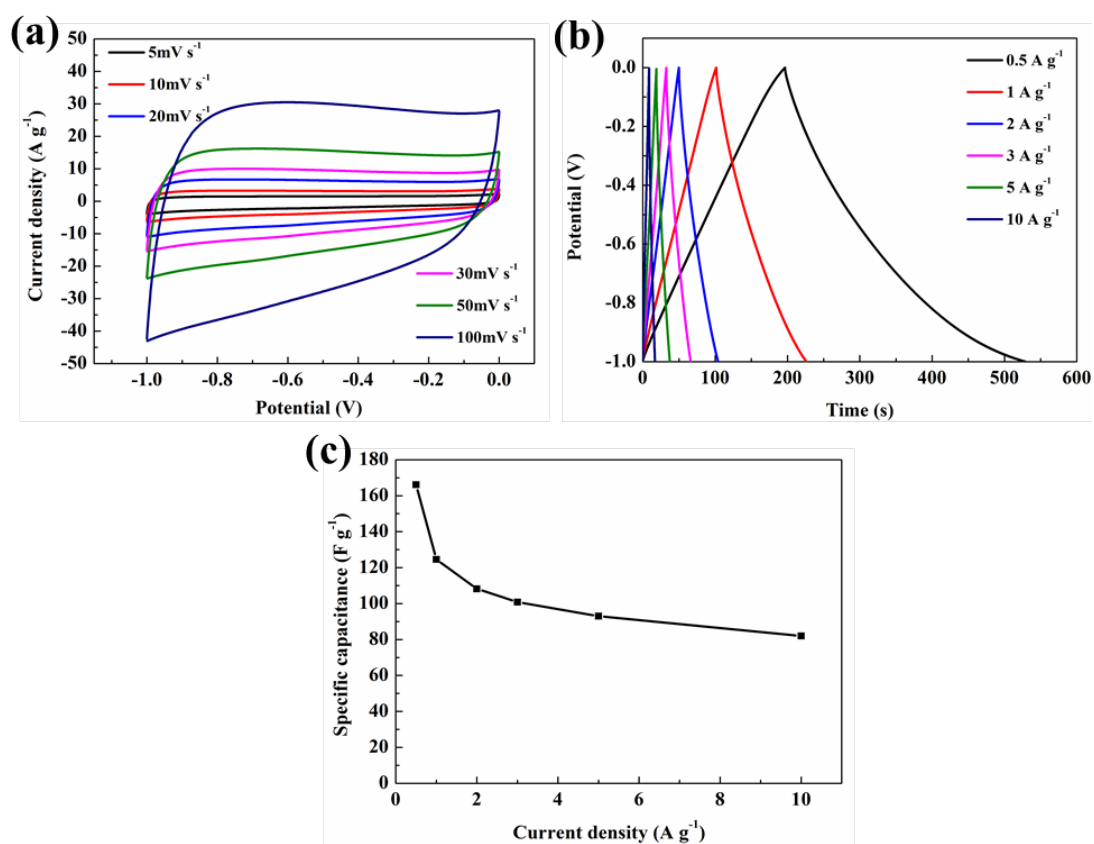 (a)
50
40
30
20
10
0
-10
-20
-30
-40
-50
Current density (A g⁻¹)
5mV s⁻¹
10mV s⁻¹
20mV s⁻¹
30mV s⁻¹
50mV s⁻¹
100mV s⁻¹
-1.0 -0.8 -0.6 -0.4 -0.2 0.0
Potential (V)
(b)
0.0
-0.2
-0.4
-0.6
-0.8
-1.0
Potential (V)
0.5 A g⁻¹
1 A g⁻¹
2 A g⁻¹
3 A g⁻¹
5 A g⁻¹
10 A g⁻¹
0 100 200 300 400 500 600
Time (s)
(c)
180
160
140
120
100
80
60
40
20
0
Specific capacitance (F g⁻¹)
0 2 4 6 8 10
Current density (A g⁻¹)